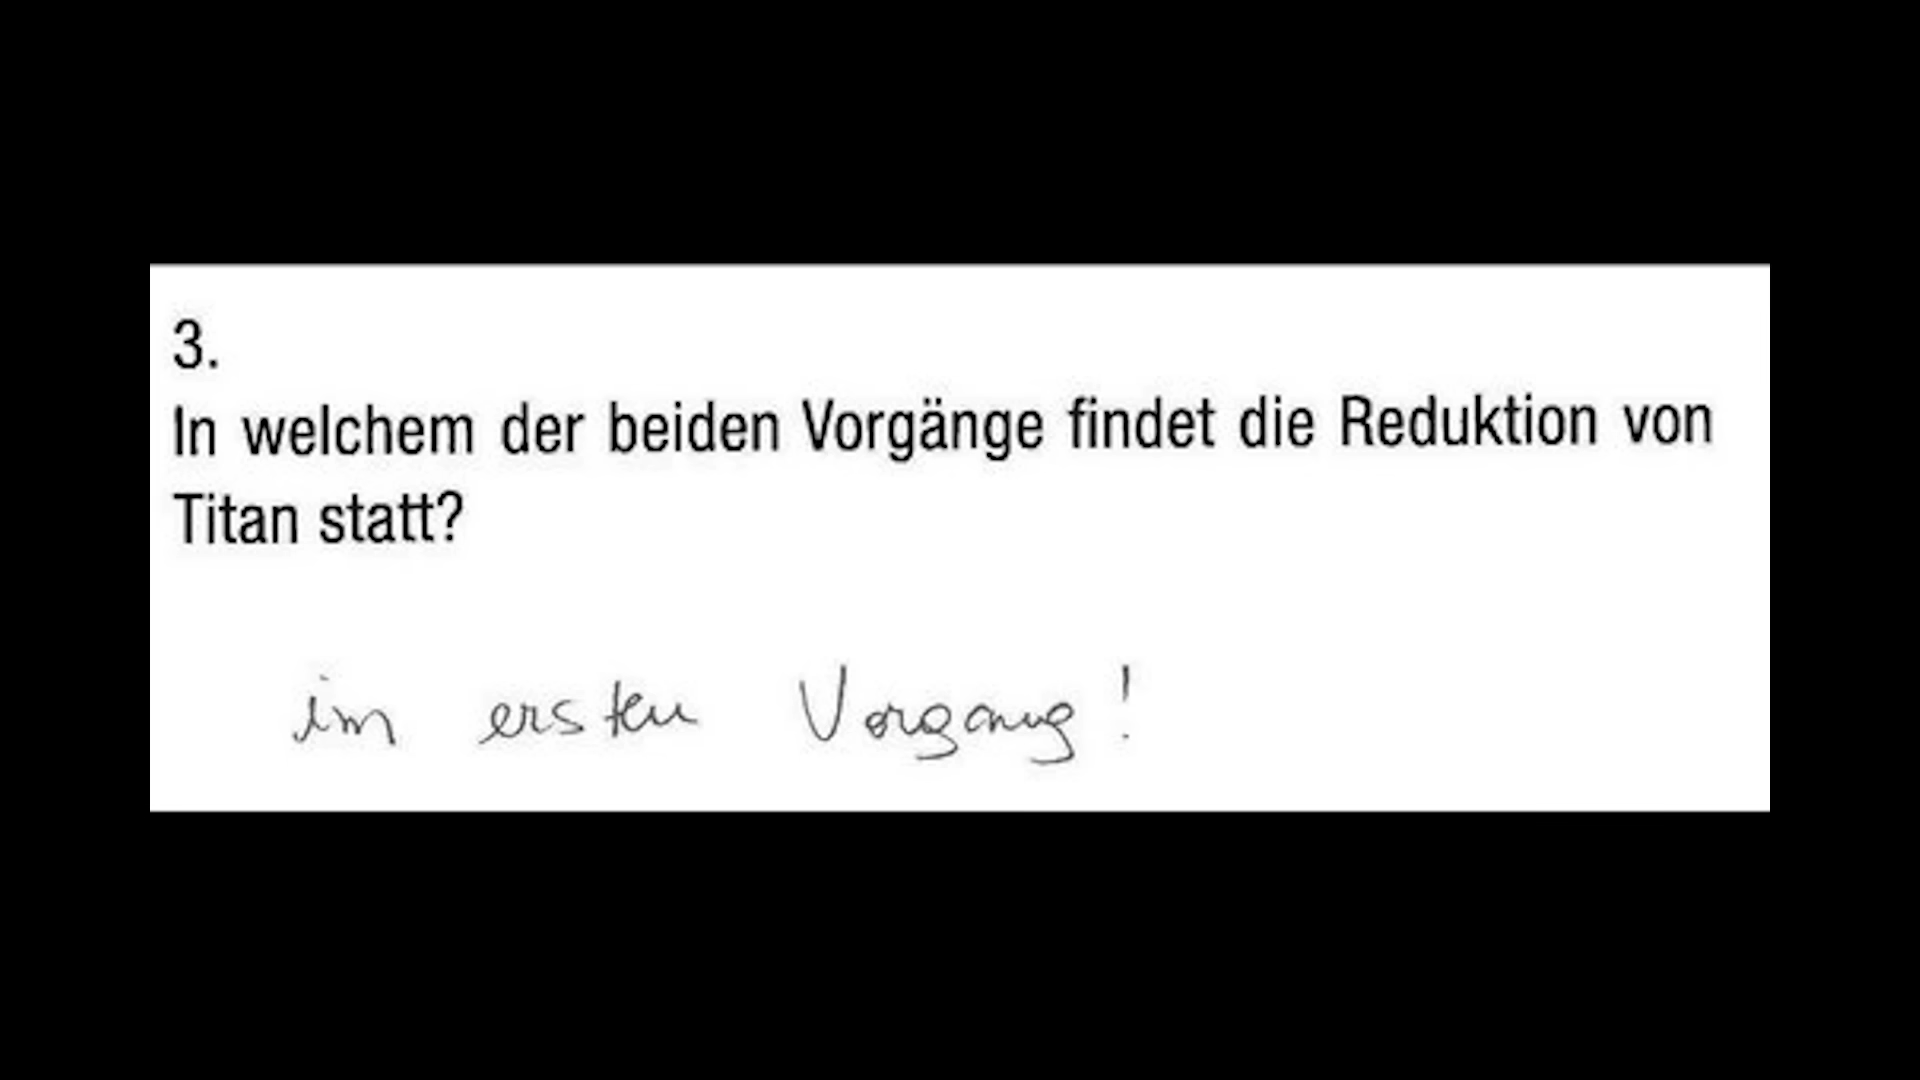 3.
In welchem der beiden Vorgänge findet die Reduktion von
Titan statt?
im ersten Vorgang!